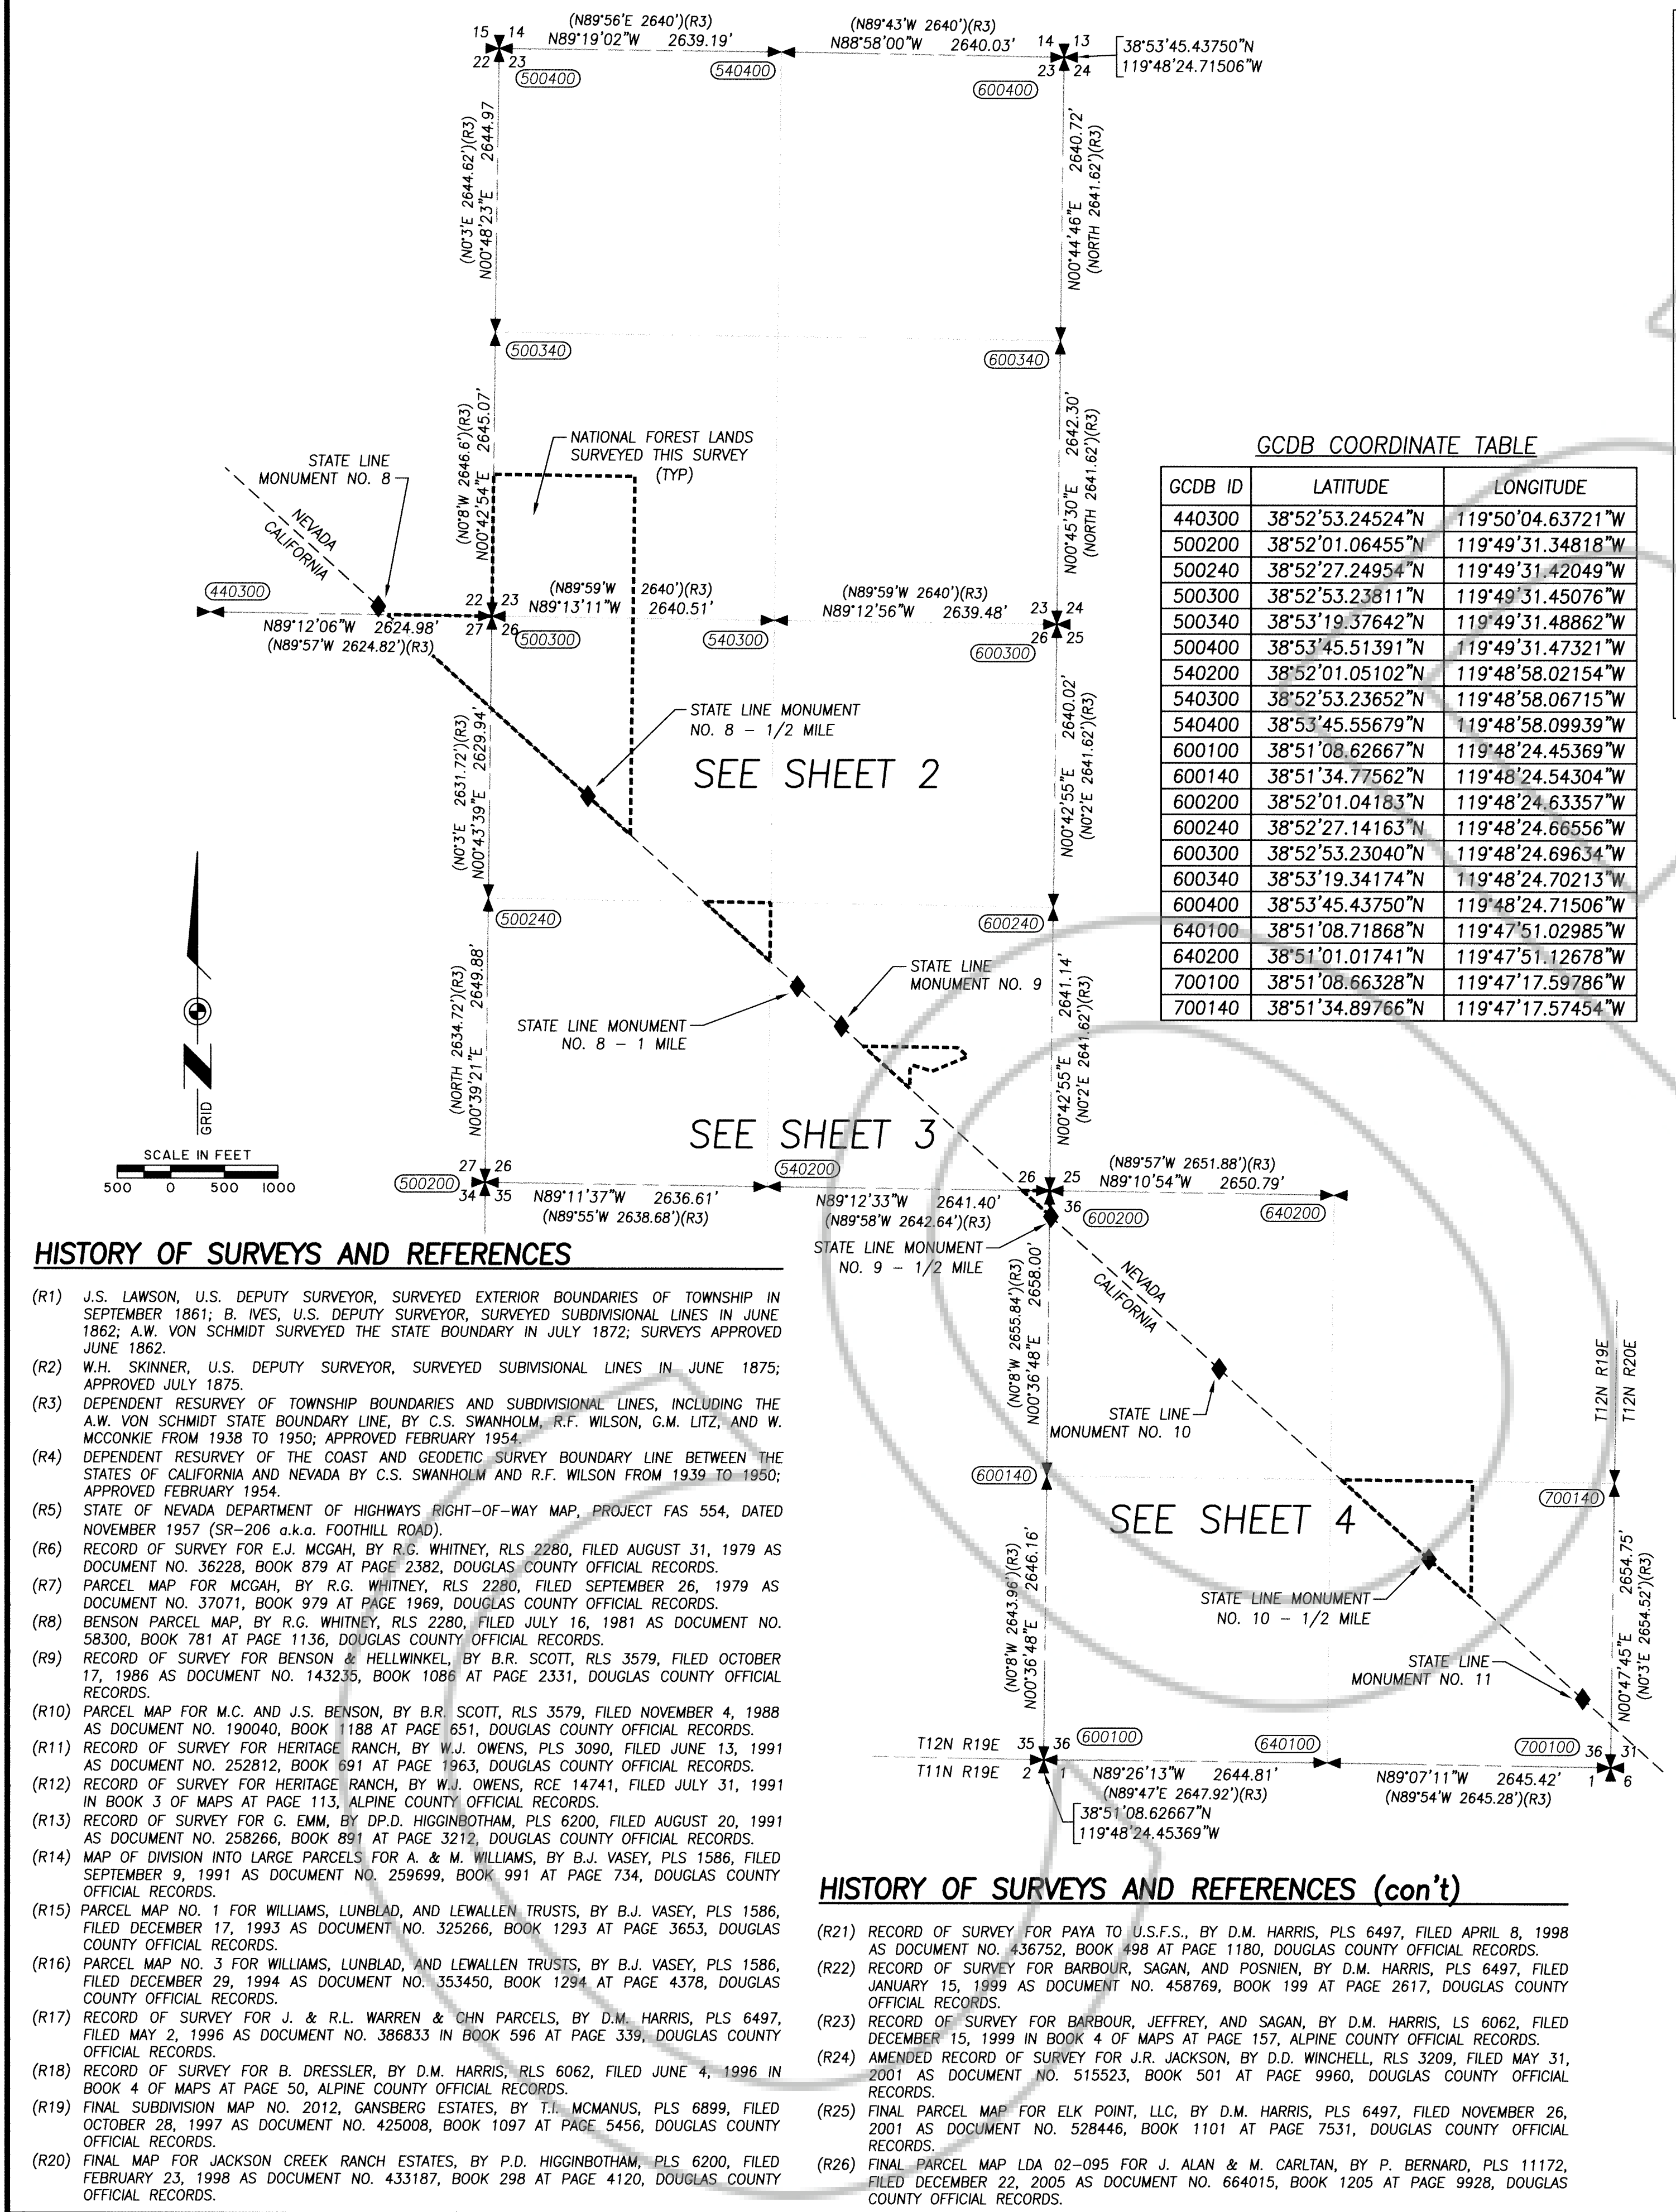 (N89°56'E 2640')(R3)
N89°19'02"W 2639.19'
(N89°43'W 2640')(R3)
N88°58'00"W 2640.03'
15 14
22 23
14 13
23 24
38°53'45.43750"N
119°48'24.71506"W
500400
540400
600400
(N0°3'E 2644.62')(R3)
N00°48'23"E 2644.97
N00°44'46"E 2640.72'
(NORTH 2641.62')(R3)
500340
600340
(N0°8'W 2646.6')(R3)
N00°42'54"E 2645.07'
NATIONAL FOREST LANDS
SURVEYED THIS SURVEY
(TYP)
N00°45'30"E 2642.30'
(NORTH 2641.62')(R3)
STATE LINE
MONUMENT NO. 8
NEVADA
CALIFORNIA
440300
N89°12'06"W 2624.98'
(N89°57'W 2624.82')(R3)
22 23
27 26
(N89°59'W 2640')(R3)
N89°13'11"W 2640.51'
(N89°59'W 2640')(R3)
N89°12'56"W 2639.48'
23 24
26 25
500300
540300
600300
(N0°3'E 2631.72')(R3)
N00°43'39"E 2629.94'
STATE LINE MONUMENT
NO. 8 - 1/2 MILE
SEE SHEET 2
N00°42'55"E 2640.02'
(N0°2'E 2641.62')(R3)
500240
600240
(NORTH 2634.72')(R3)
N00°39'21"E 2649.88'
STATE LINE
MONUMENT NO. 9
STATE LINE MONUMENT
NO. 8 - 1 MILE
N00°42'55"E 2641.14'
(N0°2'E 2641.62')(R3)
SEE SHEET 3
GRID
SCALE IN FEET
500 0 500 1000
500200
27 26
34 35
N89°11'37"W 2636.61'
(N89°55'W 2638.68')(R3)
540200
N89°12'33"W 2641.40'
(N89°58'W 2642.64')(R3)
26 25
36
(N89°57'W 2651.88')(R3)
N89°10'54"W 2650.79'
600200
640200
STATE LINE MONUMENT
NO. 9 - 1/2 MILE
GCDB COORDINATE TABLE
GCDB ID LATITUDE LONGITUDE
440300 38°52'53.24524"N 119°50'04.63721"W
500200 38°52'01.06455"N 119°49'31.34818"W
500240 38°52'27.24954"N 119°49'31.42049"W
500300 38°52'53.23811"N 119°49'31.45076"W
500340 38°53'19.37642"N 119°49'31.48862"W
500400 38°53'45.51391"N 119°49'31.47321"W
540200 38°52'01.05102"N 119°48'58.02154"W
540300 38°52'53.23652"N 119°48'58.06715"W
540400 38°53'45.55679"N 119°48'58.09939"W
600100 38°51'08.62667"N 119°48'24.45369"W
600140 38°51'34.77562"N 119°48'24.54304"W
600200 38°52'01.04183"N 119°48'24.63357"W
600240 38°52'27.14163"N 119°48'24.66556"W
600300 38°52'53.23040"N 119°48'24.69634"W
600340 38°53'19.34174"N 119°48'24.70213"W
600400 38°53'45.43750"N 119°48'24.71506"W
640100 38°51'08.71868"N 119°47'51.02985"W
640200 38°51'01.01741"N 119°47'51.12678"W
700100 38°51'08.66328"N 119°47'17.59786"W
700140 38°51'34.89766"N 119°47'17.57454"W
(N0°8'W 2655.84')(R3)
N00°36'48"E 2658.00'
NEVADA
CALIFORNIA
STATE LINE
MONUMENT NO. 10
T12N R19E
T12N R20E
600140
SEE SHEET 4
700140
(N0°8'W 2643.96')(R3)
N00°36'48"E 2646.16'
STATE LINE MONUMENT
NO. 10 - 1/2 MILE
STATE LINE
MONUMENT NO. 11
N00°47'45"E 2654.75'
(N0°3'E 2654.52')(R3)
T12N R19E
T11N R19E
35 36
2 1
600100
640100
700100
36 31
1 6
N89°26'13"W 2644.81'
(N89°47'E 2647.92')(R3)
N89°07'11"W 2645.42'
(N89°54'W 2645.28')(R3)
38°51'08.62667"N
119°48'24.45369"W
HISTORY OF SURVEYS AND REFERENCES
(R1) J.S. LAWSON, U.S. DEPUTY SURVEYOR, SURVEYED EXTERIOR BOUNDARIES OF TOWNSHIP IN
SEPTEMBER 1861; B. IVES, U.S. DEPUTY SURVEYOR, SURVEYED SUBDIVISIONAL LINES IN JUNE
1862; A.W. VON SCHMIDT SURVEYED THE STATE BOUNDARY IN JULY 1872; SURVEYS APPROVED
JUNE 1862.
(R2) W.H. SKINNER, U.S. DEPUTY SURVEYOR, SURVEYED SUBIVISIONAL LINES IN JUNE 1875;
APPROVED JULY 1875.
(R3) DEPENDENT RESURVEY OF TOWNSHIP BOUNDARIES AND SUBDIVISIONAL LINES, INCLUDING THE
A.W. VON SCHMIDT STATE BOUNDARY LINE, BY C.S. SWANHOLM, R.F. WILSON, G.M. LITZ, AND W.
MCCONKIE FROM 1938 TO 1950; APPROVED FEBRUARY 1954.
(R4) DEPENDENT RESURVEY OF THE COAST AND GEODETIC SURVEY BOUNDARY LINE BETWEEN THE
STATES OF CALIFORNIA AND NEVADA BY C.S. SWANHOLM AND R.F. WILSON FROM 1939 TO 1950;
APPROVED FEBRUARY 1954.
(R5) STATE OF NEVADA DEPARTMENT OF HIGHWAYS RIGHT-OF-WAY MAP, PROJECT FAS 554, DATED
NOVEMBER 1957 (SR-206 a.k.a. FOOTHILL ROAD).
(R6) RECORD OF SURVEY FOR E.J. MCGAH, BY R.G. WHITNEY, RLS 2280, FILED AUGUST 31, 1979 AS
DOCUMENT NO. 36228, BOOK 879 AT PAGE 2382, DOUGLAS COUNTY OFFICIAL RECORDS.
(R7) PARCEL MAP FOR MCGAH, BY R.G. WHITNEY, RLS 2280, FILED SEPTEMBER 26, 1979 AS
DOCUMENT NO. 37071, BOOK 979 AT PAGE 1969, DOUGLAS COUNTY OFFICIAL RECORDS.
(R8) BENSON PARCEL MAP, BY R.G. WHITNEY, RLS 2280, FILED JULY 16, 1981 AS DOCUMENT NO.
58300, BOOK 781 AT PAGE 1136, DOUGLAS COUNTY OFFICIAL RECORDS.
(R9) RECORD OF SURVEY FOR BENSON & HELLWINKEL, BY B.R. SCOTT, RLS 3579, FILED OCTOBER
17, 1986 AS DOCUMENT NO. 143235, BOOK 1086 AT PAGE 2331, DOUGLAS COUNTY OFFICIAL
RECORDS.
(R10) PARCEL MAP FOR M.C. AND J.S. BENSON, BY B.R. SCOTT, RLS 3579, FILED NOVEMBER 4, 1988
AS DOCUMENT NO. 190040, BOOK 1188 AT PAGE 651, DOUGLAS COUNTY OFFICIAL RECORDS.
(R11) RECORD OF SURVEY FOR HERITAGE RANCH, BY W.J. OWENS, PLS 3090, FILED JUNE 13, 1991
AS DOCUMENT NO. 252812, BOOK 691 AT PAGE 1963, DOUGLAS COUNTY OFFICIAL RECORDS.
(R12) RECORD OF SURVEY FOR HERITAGE RANCH, BY W.J. OWENS, RCE 14741, FILED JULY 31, 1991
IN BOOK 3 OF MAPS AT PAGE 113, ALPINE COUNTY OFFICIAL RECORDS.
(R13) RECORD OF SURVEY FOR G. EMM, BY DP.D. HIGGINBOTHAM, PLS 6200, FILED AUGUST 20, 1991
AS DOCUMENT NO. 258266, BOOK 891 AT PAGE 3212, DOUGLAS COUNTY OFFICIAL RECORDS.
(R14) MAP OF DIVISION INTO LARGE PARCELS FOR A. & M. WILLIAMS, BY B.J. VASEY, PLS 1586, FILED
SEPTEMBER 9, 1991 AS DOCUMENT NO. 259699, BOOK 991 AT PAGE 734, DOUGLAS COUNTY
OFFICIAL RECORDS.
(R15) PARCEL MAP NO. 1 FOR WILLIAMS, LUNBLAD, AND LEWALLEN TRUSTS, BY B.J. VASEY, PLS 1586,
FILED DECEMBER 17, 1993 AS DOCUMENT NO. 325266, BOOK 1293 AT PAGE 3653, DOUGLAS
COUNTY OFFICIAL RECORDS.
(R16) PARCEL MAP NO. 3 FOR WILLIAMS, LUNBLAD, AND LEWALLEN TRUSTS, BY B.J. VASEY, PLS 1586,
FILED DECEMBER 29, 1994 AS DOCUMENT NO. 353450, BOOK 1294 AT PAGE 4378, DOUGLAS
COUNTY OFFICIAL RECORDS.
(R17) RECORD OF SURVEY FOR J. & R.L. WARREN & CHN PARCELS, BY D.M. HARRIS, PLS 6497,
FILED MAY 2, 1996 AS DOCUMENT NO. 386833 IN BOOK 596 AT PAGE 339, DOUGLAS COUNTY
OFFICIAL RECORDS.
(R18) RECORD OF SURVEY FOR B. DRESSLER, BY D.M. HARRIS, RLS 6062, FILED JUNE 4, 1996 IN
BOOK 4 OF MAPS AT PAGE 50, ALPINE COUNTY OFFICIAL RECORDS.
(R19) FINAL SUBDIVISION MAP NO. 2012, GANSBERG ESTATES, BY T.I. MCMANUS, PLS 6899, FILED
OCTOBER 28, 1997 AS DOCUMENT NO. 425008, BOOK 1097 AT PAGE 5456, DOUGLAS COUNTY
OFFICIAL RECORDS.
(R20) FINAL MAP FOR JACKSON CREEK RANCH ESTATES, BY P.D. HIGGINBOTHAM, PLS 6200, FILED
FEBRUARY 23, 1998 AS DOCUMENT NO. 433187, BOOK 298 AT PAGE 4120, DOUGLAS COUNTY
OFFICIAL RECORDS.
HISTORY OF SURVEYS AND REFERENCES (con't)
(R21) RECORD OF SURVEY FOR PAYA TO U.S.F.S., BY D.M. HARRIS, PLS 6497, FILED APRIL 8, 1998
AS DOCUMENT NO. 436752, BOOK 498 AT PAGE 1180, DOUGLAS COUNTY OFFICIAL RECORDS.
(R22) RECORD OF SURVEY FOR BARBOUR, SAGAN, AND POSNIEN, BY D.M. HARRIS, PLS 6497, FILED
JANUARY 15, 1999 AS DOCUMENT NO. 458769, BOOK 199 AT PAGE 2617, DOUGLAS COUNTY
OFFICIAL RECORDS.
(R23) RECORD OF SURVEY FOR BARBOUR, JEFFREY, AND SAGAN, BY D.M. HARRIS, LS 6062, FILED
DECEMBER 15, 1999 IN BOOK 4 OF MAPS AT PAGE 157, ALPINE COUNTY OFFICIAL RECORDS.
(R24) AMENDED RECORD OF SURVEY FOR J.R. JACKSON, BY D.D. WINCHELL, RLS 3209, FILED MAY 31,
2001 AS DOCUMENT NO. 515523, BOOK 501 AT PAGE 9960, DOUGLAS COUNTY OFFICIAL
RECORDS.
(R25) FINAL PARCEL MAP FOR ELK POINT, LLC, BY D.M. HARRIS, PLS 6497, FILED NOVEMBER 26,
2001 AS DOCUMENT NO. 528446, BOOK 1101 AT PAGE 7531, DOUGLAS COUNTY OFFICIAL
RECORDS.
(R26) FINAL PARCEL MAP LDA 02-095 FOR J. ALAN & M. CARLTAN, BY P. BERNARD, PLS 11172,
FILED DECEMBER 22, 2005 AS DOCUMENT NO. 664015, BOOK 1205 AT PAGE 9928, DOUGLAS
COUNTY OFFICIAL RECORDS.